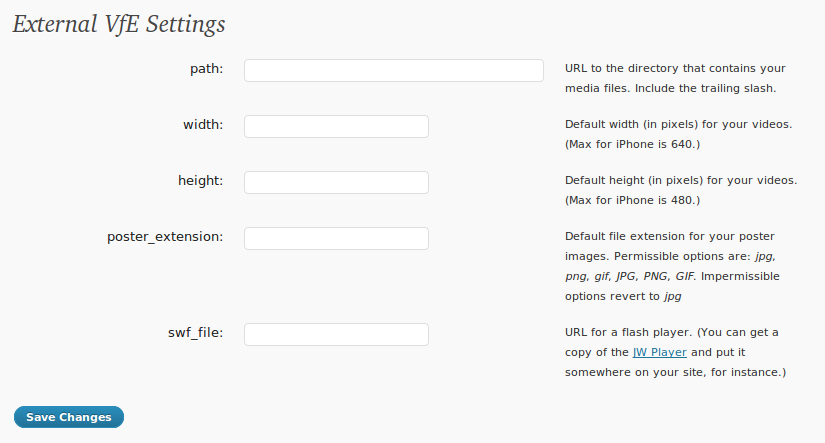 External VfE Settings
path:
URL to the directory that contains your
media files. Include the trailing slash.
width:
Default width (in pixels) for your videos.
(Max for iPhone is 640.)
height:
Default height (in pixels) for your videos.
(Max for iPhone is 480.)
poster_extension:
Default file extension for your poster
images. Permissible options are: jpg,
png, gif, JPG, PNG, GIF. Impermissible
options revert to jpg
swf_file:
URL for a flash player. (You can get a
copy of the JW Player and put it
somewhere on your site, for instance.)
Save Changes